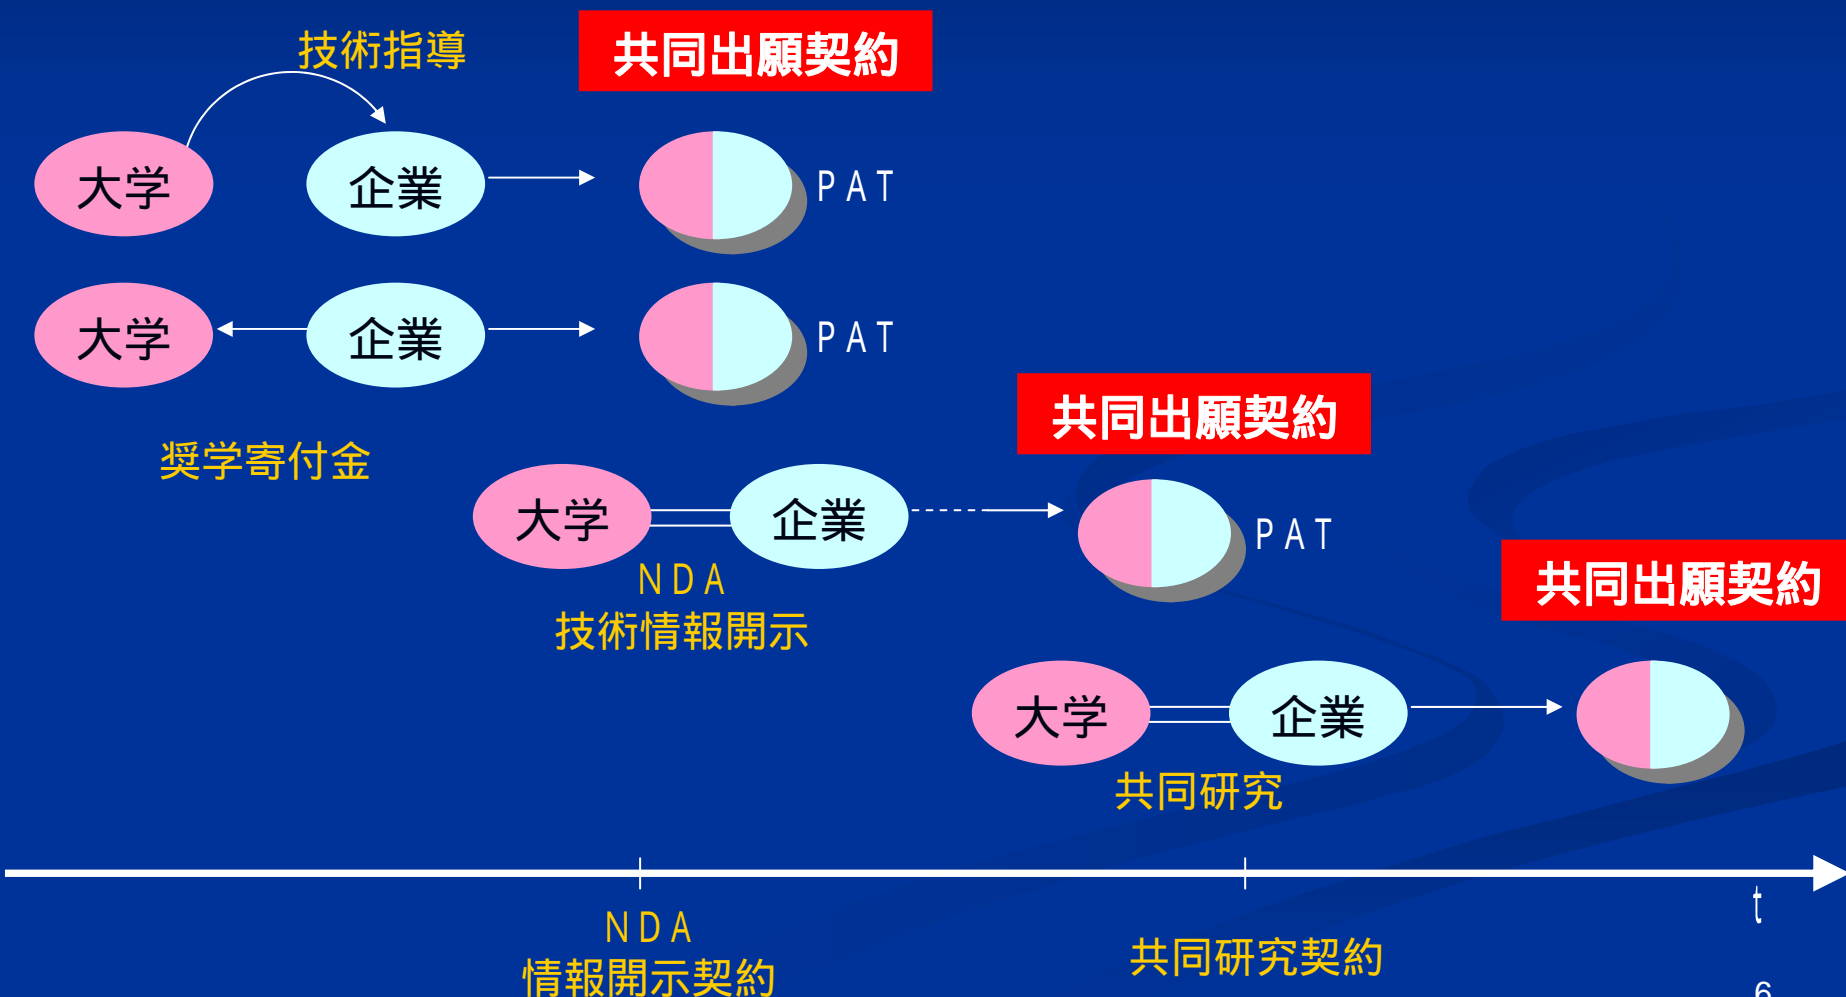 技術指導
共同出願契約
大学
企業
ＰＡＴ
大学
企業
ＰＡＴ
奨学寄付金
共同出願契約
大学
企業
ＰＡＴ
ＮＤＡ
技術情報開示
共同出願契約
大学
企業
共同研究
ｔ
ＮＤＡ
情報開示契約
共同研究契約
6